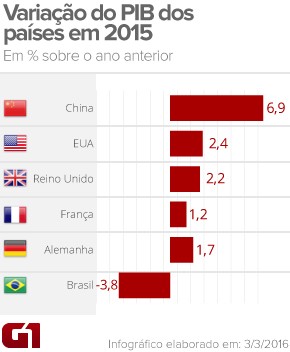 Variação do PIB dos
países em 2015
Em % sobre o ano anterior
China 6,9
EUA 2,4
Reino Unido 2,2
França 1,2
Alemanha 1,7
Brasil -3,8
G1 Infográfico elaborado em: 3/3/2016